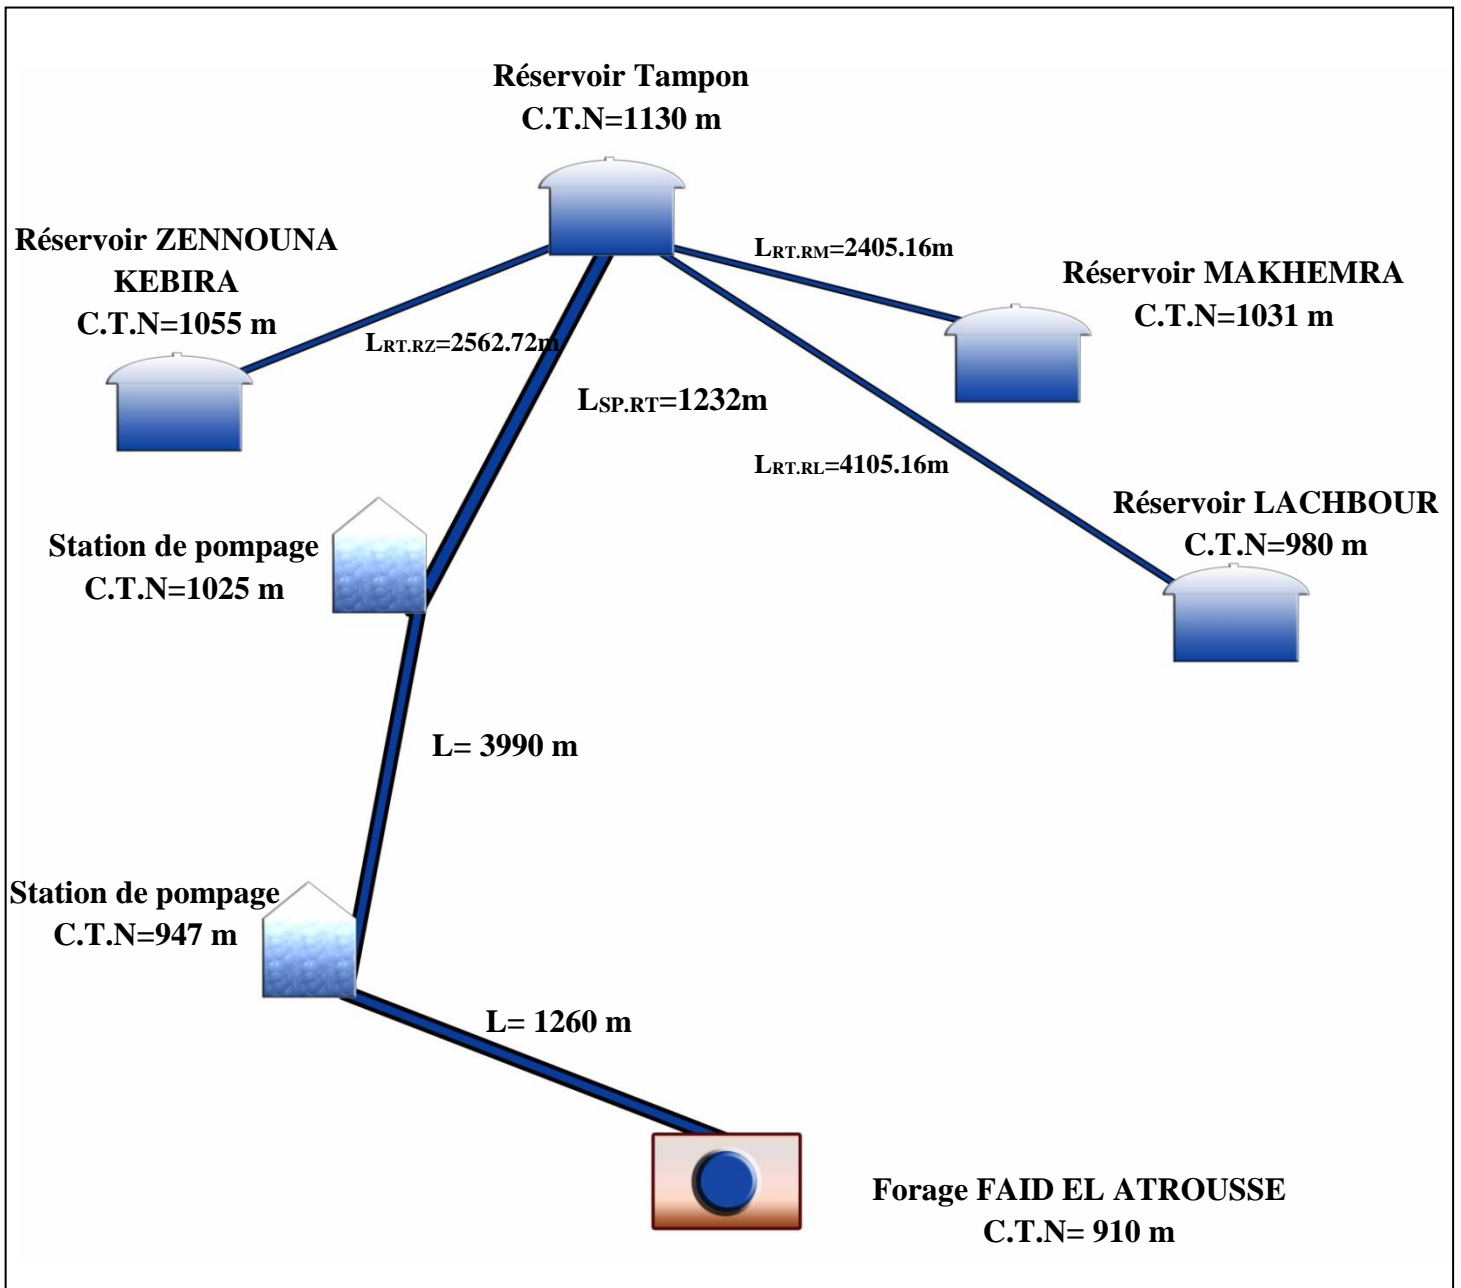 Réservoir Tampon
C.T.N=1130 m
Réservoir ZENNOUNA
KEBIRA
C.T.N=1055 m
LRT.RM=2405.16m
Réservoir MAKHEMRA
C.T.N=1031 m
LRT.RZ=2562.72m
LSP.RT=1232m
LRT.RL=4105.16m
Réservoir LACHBOUR
C.T.N=980 m
Station de pompage
C.T.N=1025 m
L= 3990 m
Station de pompage
C.T.N=947 m
L= 1260 m
Forage FAID EL ATROUSSE
C.T.N= 910 m